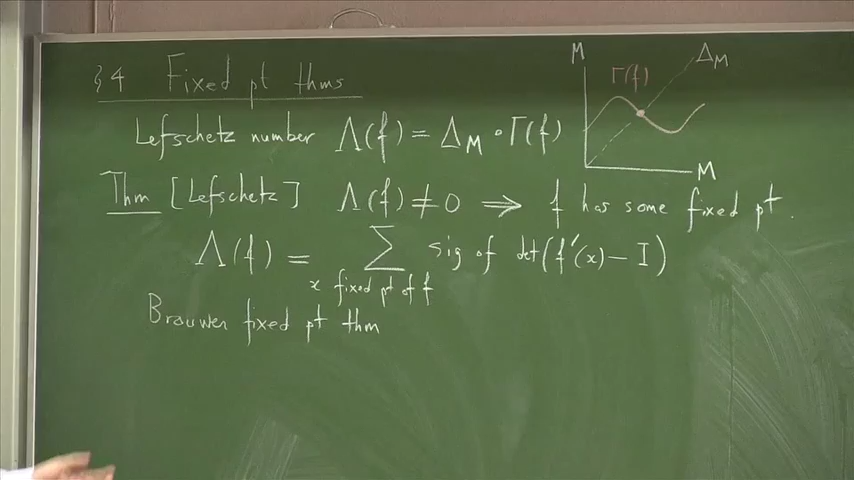 §4 Fixed pt thms
Lefschetz number Λ(f) = Δ_M • Γ(f)
M Γ(f) Δ_M
M
Thm [Lefschetz] Λ(f) ≠ 0 ⇒ f has some fixed pt.
Λ(f) = Σ sig of det(f'(x) − I)
x fixed pt of f
Brouwer fixed pt thm